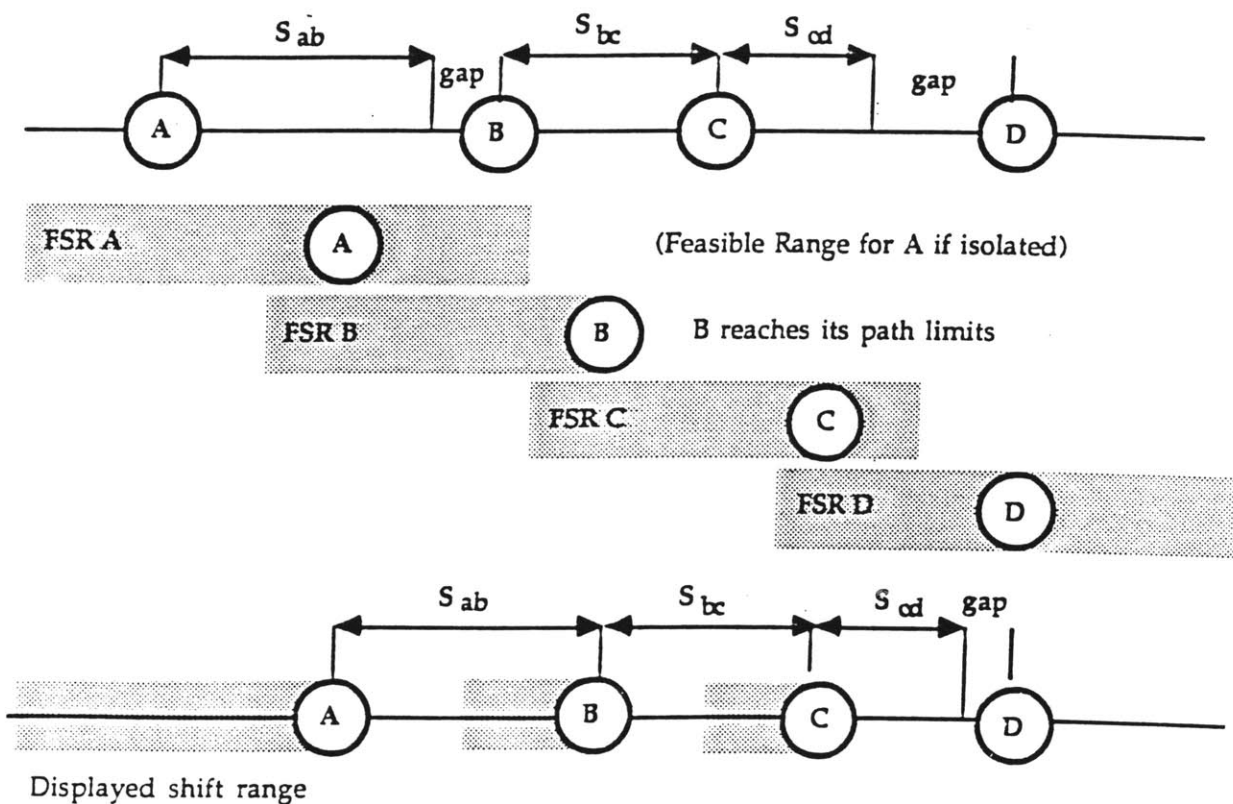 S ab S bc S cd
gap gap
A B C D
FSR A A (Feasible Range for A if isolated)
FSR B B B reaches its path limits
FSR C C
FSR D D
S ab S bc S cd gap
A B C D
Displayed shift range